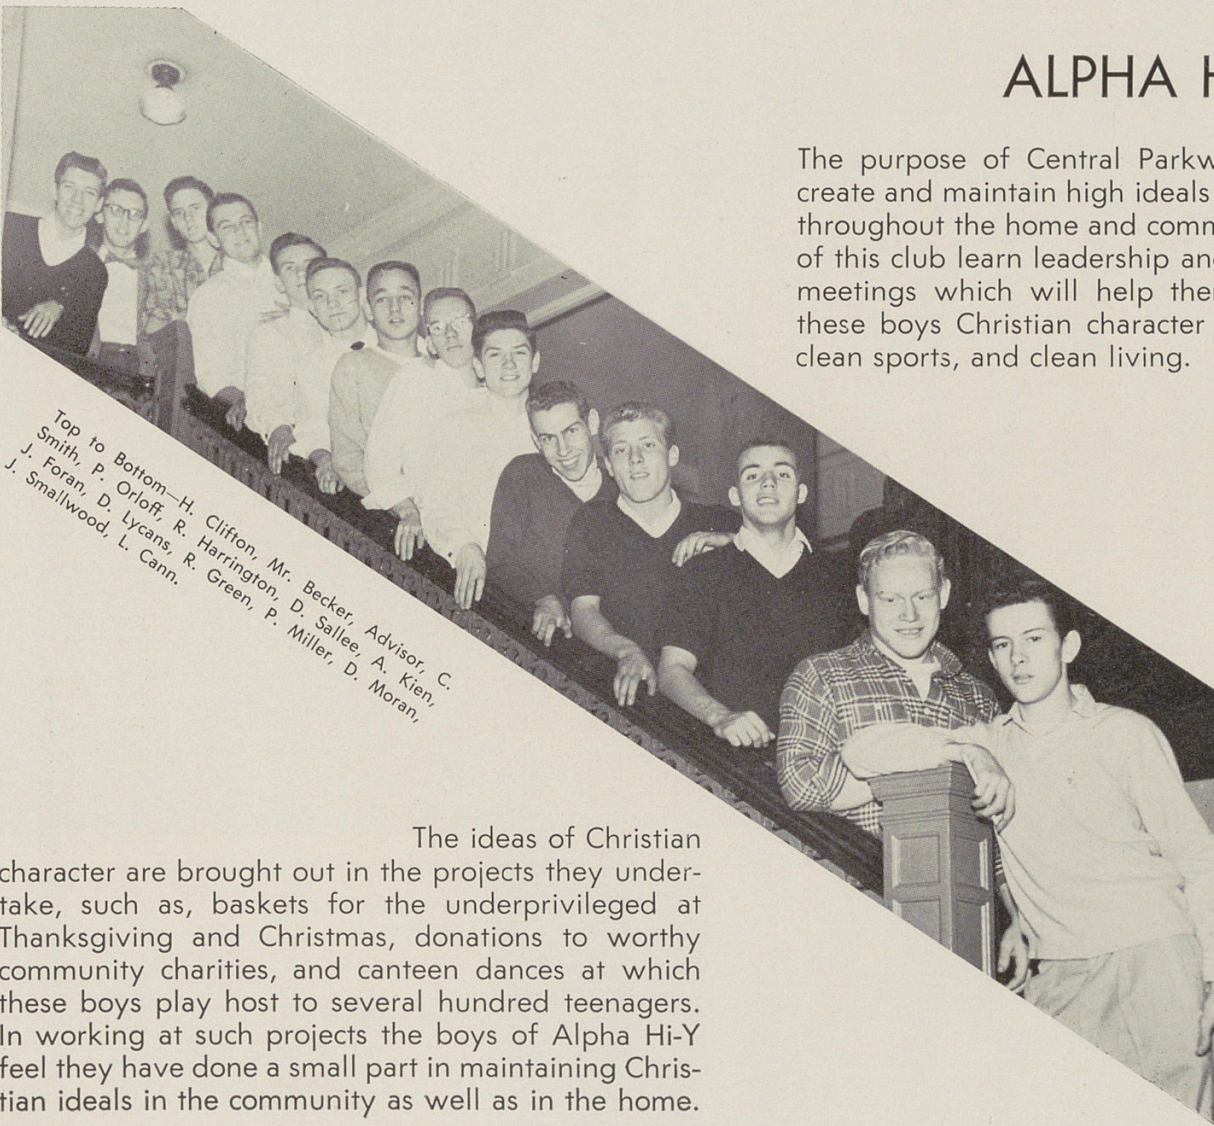 ALPHA H
The purpose of Central Parkw
create and maintain high ideals
throughout the home and comm
of this club learn leadership an
meetings which will help the
these boys Christian character
clean sports, and clean living.
Top to Bottom—H. Clifton, Mr. Becker, Advisor, C.
Smith, P. Orloff, R. Harrington, D. Sallee, A. Kien,
J. Foran, D. Lycans, R. Green, P. Miller, D. Moran,
J. Smallwood, L. Cann.
The ideas of Christian
character are brought out in the projects they under-
take, such as, baskets for the underprivileged at
Thanksgiving and Christmas, donations to worthy
community charities, and canteen dances at which
these boys play host to several hundred teenagers.
In working at such projects the boys of Alpha Hi-Y
feel they have done a small part in maintaining Chris-
tian ideals in the community as well as in the home.